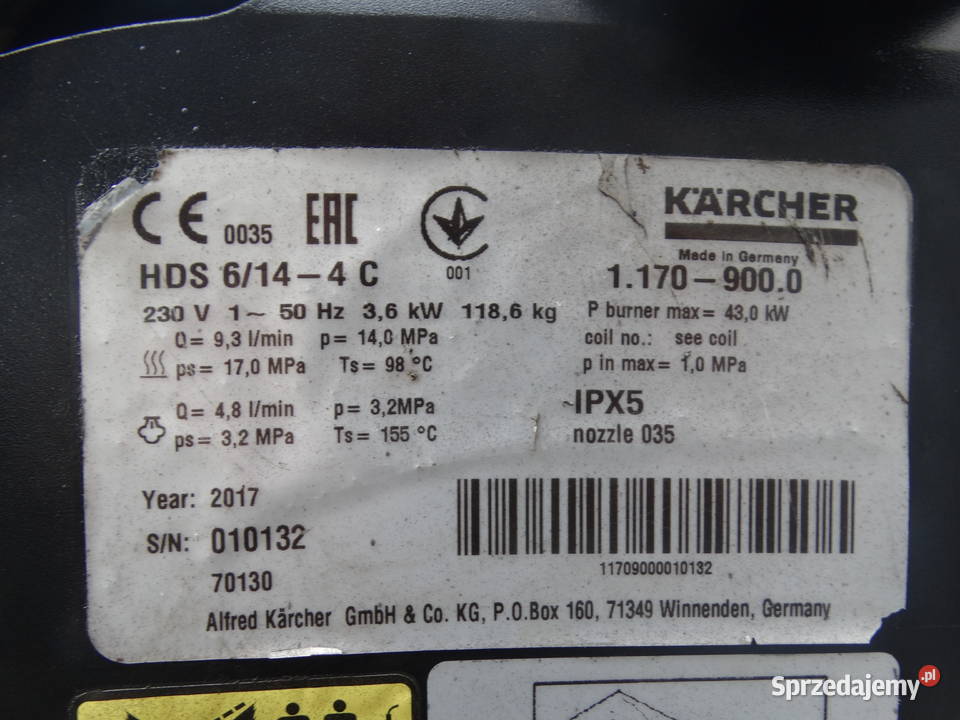 CE 0035 EAC 001 KÄRCHER
Made in Germany
HDS 6/14-4 C 1.170-900.0
230 V 1~ 50 Hz 3,6 kW 118,6 kg P burner max= 43,0 kW
Q= 9,3 l/min p= 14,0 MPa coil no.: see coil
ps= 17,0 MPa Ts= 98 °C p in max= 1,0 MPa
Q= 4,8 l/min p= 3,2MPa IPX5
ps= 3,2 MPa Ts= 155 °C nozzle 035
Year: 2017
S/N: 010132
11709000010132
70130
Alfred Kärcher GmbH & Co. KG, P.O.Box 160, 71349 Winnenden, Germany
Sprzedajemy.pl